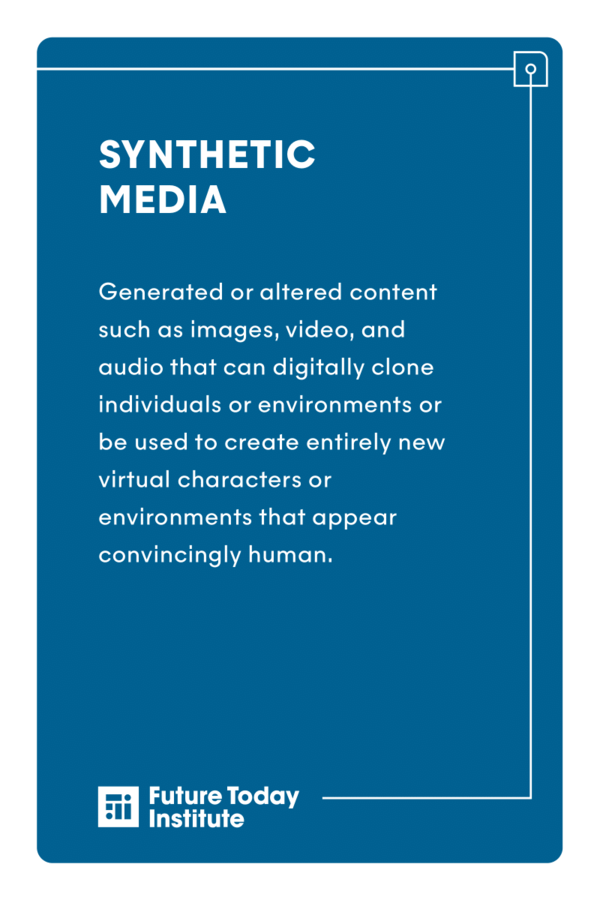 SYNTHETIC
MEDIA
Generated or altered content
such as images, video, and
audio that can digitally clone
individuals or environments or
be used to create entirely new
virtual characters or
environments that appear
convincingly human.
Future Today
Institute